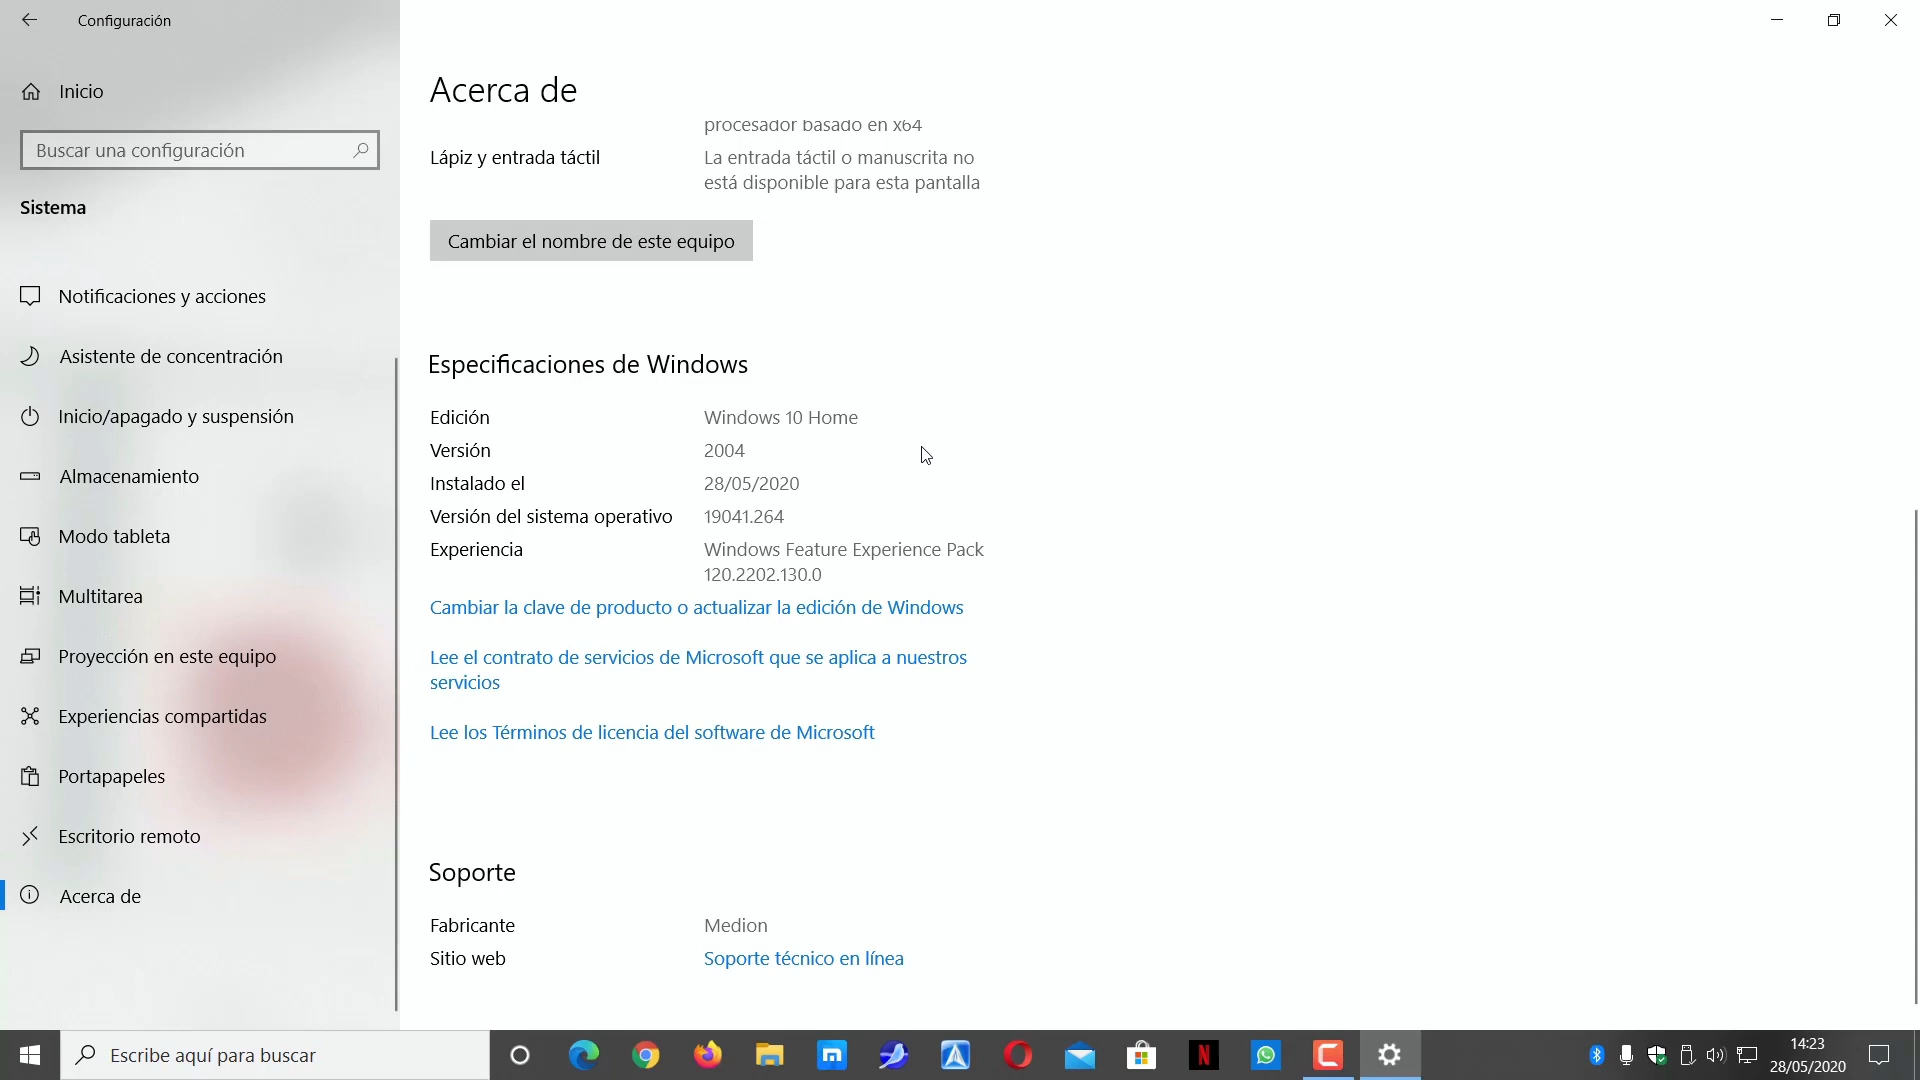 Configuración
Inicio
Buscar una configuración
Sistema
Notificaciones y acciones
Asistente de concentración
Inicio/apagado y suspensión
Almacenamiento
Modo tableta
Multitarea
Proyección en este equipo
Experiencias compartidas
Portapapeles
Escritorio remoto
Acerca de
Acerca de
procesador basado en x64
Lápiz y entrada táctil
La entrada táctil o manuscrita no
está disponible para esta pantalla
Cambiar el nombre de este equipo
Especificaciones de Windows
Edición Windows 10 Home
Versión 2004
Instalado el 28/05/2020
Versión del sistema operativo 19041.264
Experiencia Windows Feature Experience Pack
120.2202.130.0
Cambiar la clave de producto o actualizar la edición de Windows
Lee el contrato de servicios de Microsoft que se aplica a nuestros
servicios
Lee los Términos de licencia del software de Microsoft
Soporte
Fabricante Medion
Sitio web Soporte técnico en línea
Escribe aquí para buscar
14:23
28/05/2020